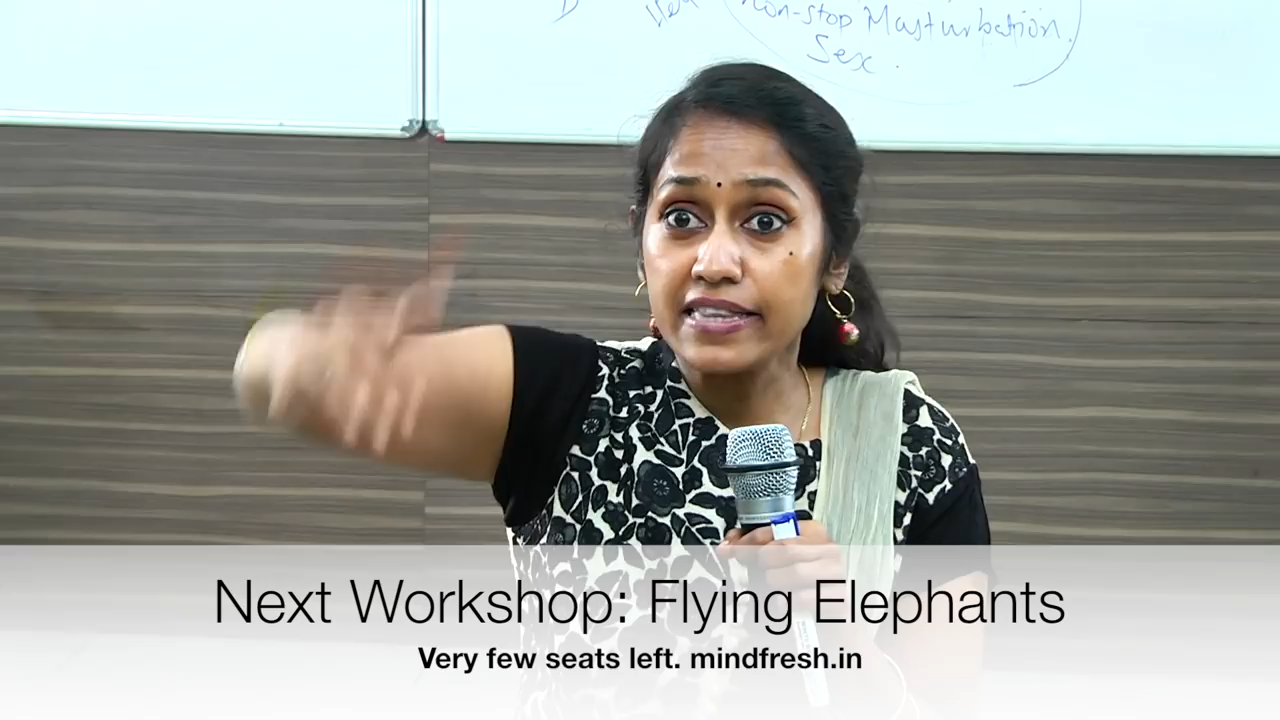 non-stop Masturbation.
Sex.
Next Workshop: Flying Elephants
Very few seats left. mindfresh.in